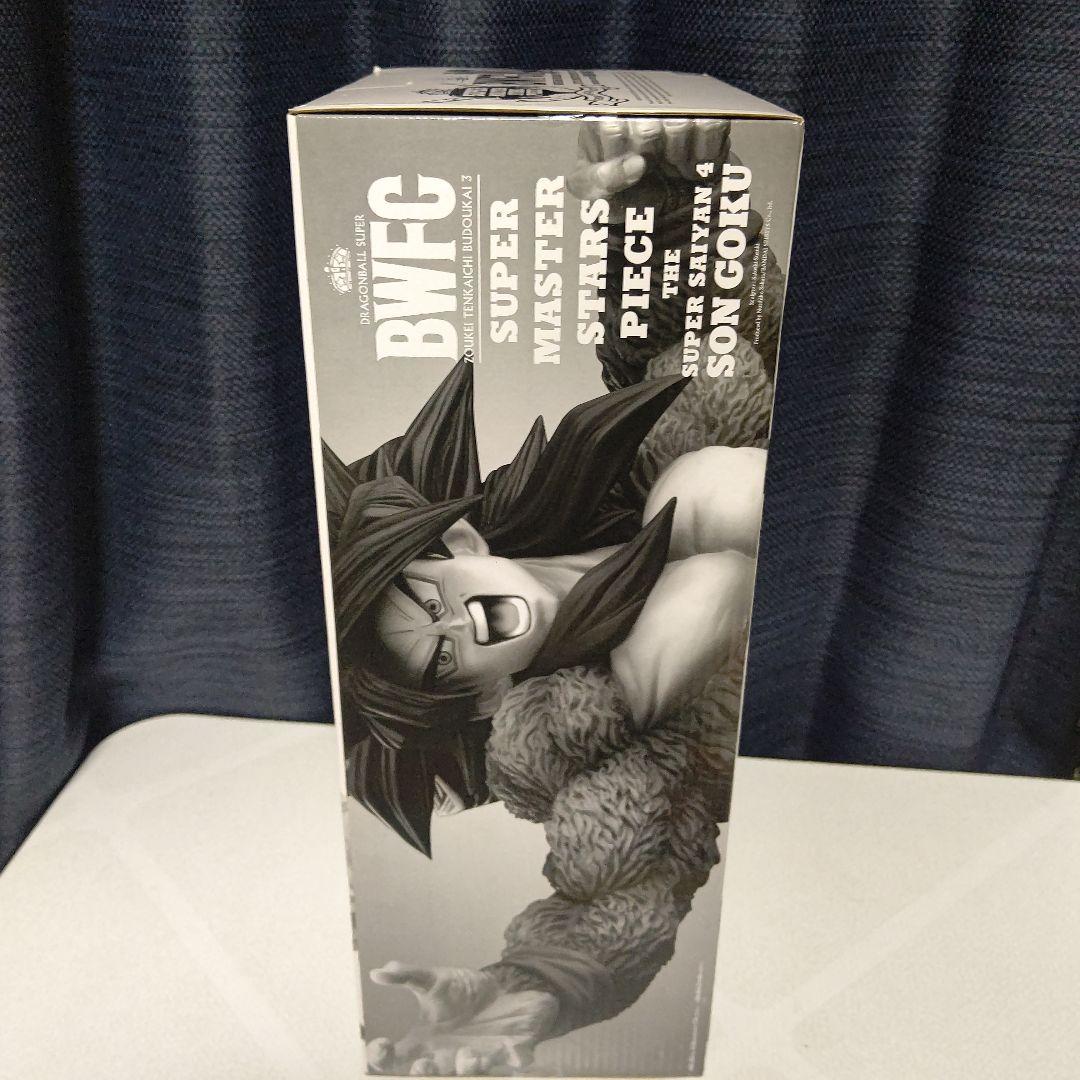 DRAGONBALL SUPER
BWFC
ZOUKEI TENKAICHI BUDOUKAI 3
SUPER
MASTER
STARS
PIECE
THE
SUPER SAIYAN 4
SON GOKU